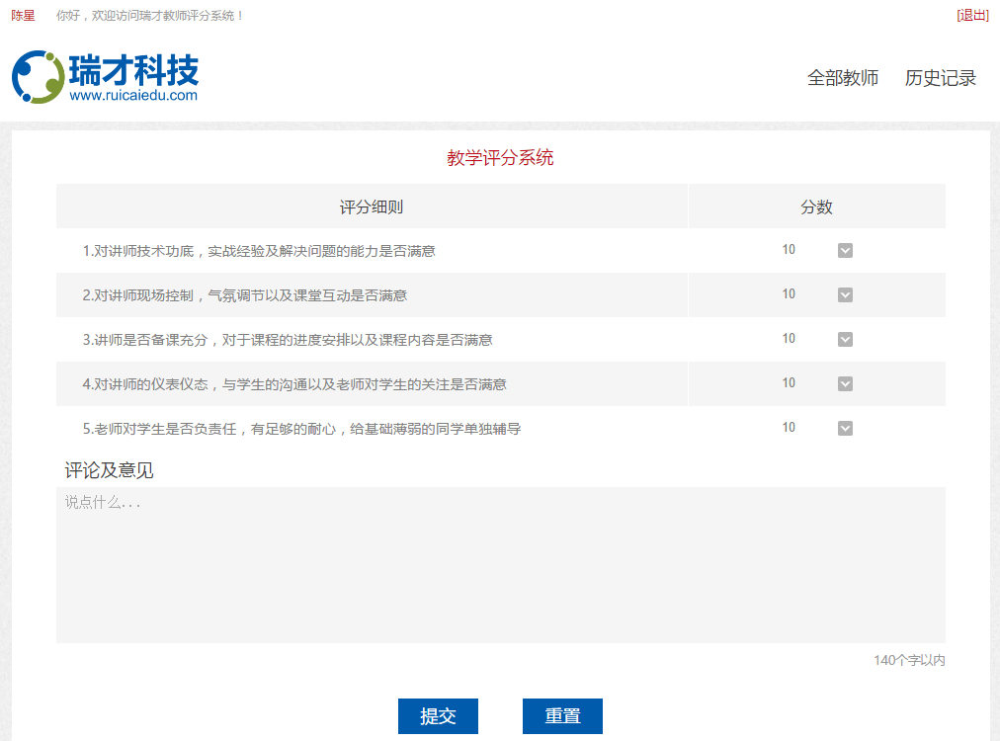 陈星 你好，欢迎访问瑞才教师评分系统！ [退出]
瑞才科技
www.ruicaiedu.com
全部教师 历史记录
教学评分系统
评分细则 分数
1.对讲师技术功底，实战经验及解决问题的能力是否满意 10
2.对讲师现场控制，气氛调节以及课堂互动是否满意 10
3.讲师是否备课充分，对于课程的进度安排以及课程内容是否满意 10
4.对讲师的仪表仪态，与学生的沟通以及老师对学生的关注是否满意 10
5.老师对学生是否负责任，有足够的耐心，给基础薄弱的同学单独辅导 10
评论及意见
说点什么...
140个字以内
提交 重置